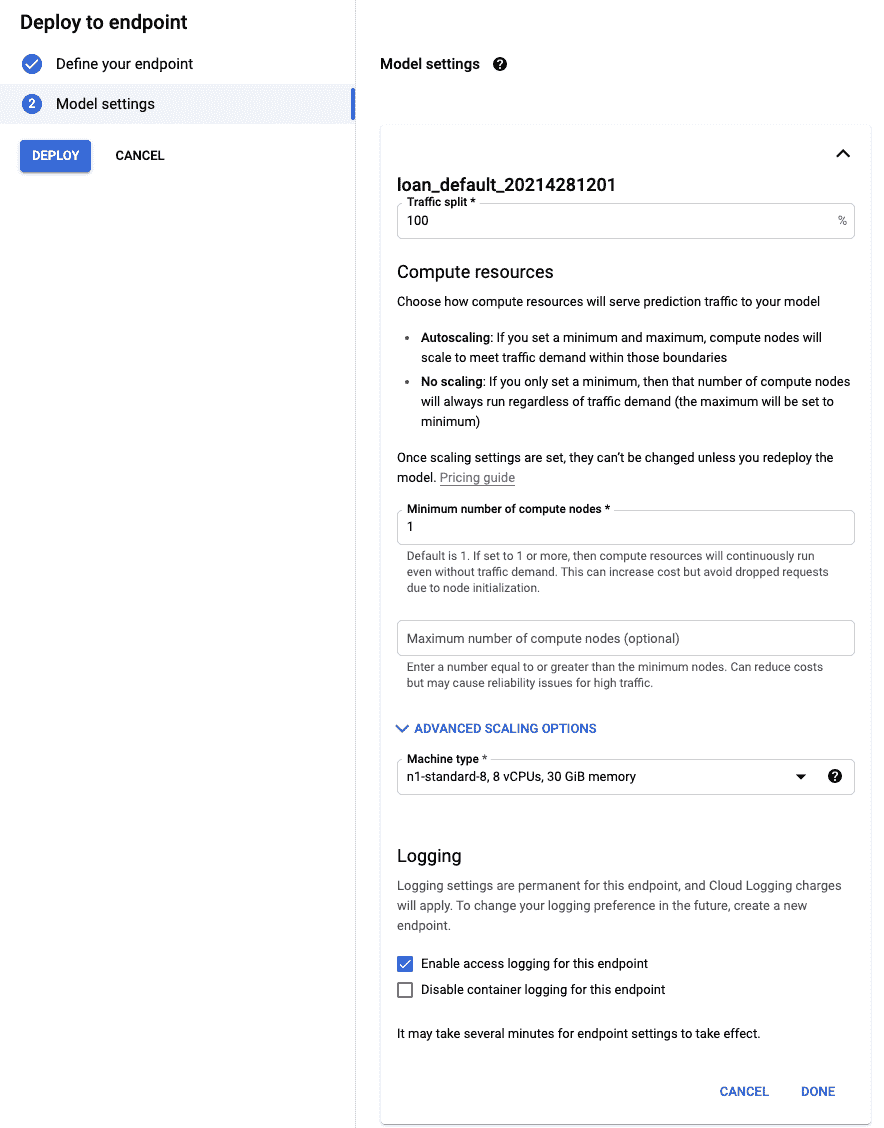 Deploy to endpoint
Define your endpoint
2 Model settings
DEPLOY CANCEL
Model settings ?
loan_default_20214281201
Traffic split *
100 %
Compute resources
Choose how compute resources will serve prediction traffic to your model
• Autoscaling: If you set a minimum and maximum, compute nodes will
scale to meet traffic demand within those boundaries
• No scaling: If you only set a minimum, then that number of compute nodes
will always run regardless of traffic demand (the maximum will be set to
minimum)
Once scaling settings are set, they can't be changed unless you redeploy the
model. Pricing guide
Minimum number of compute nodes *
1
Default is 1. If set to 1 or more, then compute resources will continuously run
even without traffic demand. This can increase cost but avoid dropped requests
due to node initialization.
Maximum number of compute nodes (optional)
Enter a number equal to or greater than the minimum nodes. Can reduce costs
but may cause reliability issues for high traffic.
ADVANCED SCALING OPTIONS
Machine type *
n1-standard-8, 8 vCPUs, 30 GiB memory ?
Logging
Logging settings are permanent for this endpoint, and Cloud Logging charges
will apply. To change your logging preference in the future, create a new
endpoint.
Enable access logging for this endpoint
Disable container logging for this endpoint
It may take several minutes for endpoint settings to take effect.
CANCEL DONE